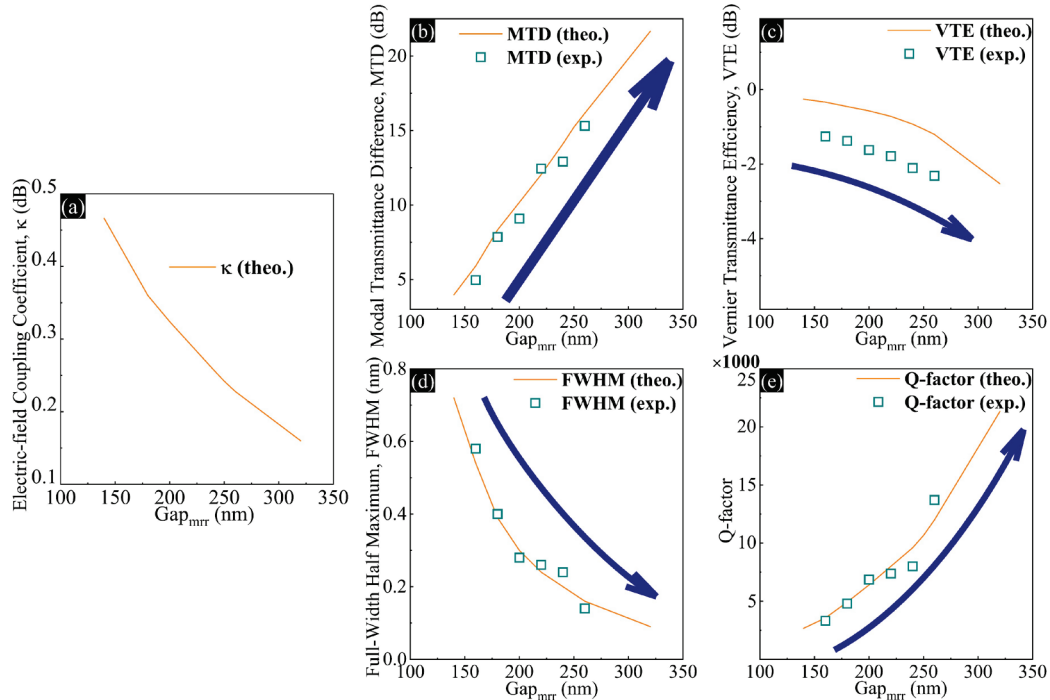 (a)
Electric-field Coupling Coefficient, κ (dB)
0.5
0.4
0.3
0.2
0.1
κ (theo.)
100 150 200 250 300 350
Gapmrr (nm)
(b)
Modal Transmittance Difference, MTD (dB)
20
15
10
5
MTD (theo.)
MTD (exp.)
100 150 200 250 300 350
Gapmrr (nm)
(c)
Vernier Transmittance Efficiency, VTE (dB)
0
-2
-4
VTE (theo.)
VTE (exp.)
100 150 200 250 300 350
Gapmrr (nm)
(d)
Full-Width Half Maximum, FWHM (nm)
0.8
0.6
0.4
0.2
0.0
FWHM (theo.)
FWHM (exp.)
100 150 200 250 300 350
Gapmrr (nm)
×1000
(e)
Q-factor
25
20
15
10
5
Q-factor (theo.)
Q-factor (exp.)
100 150 200 250 300 350
Gapmrr (nm)